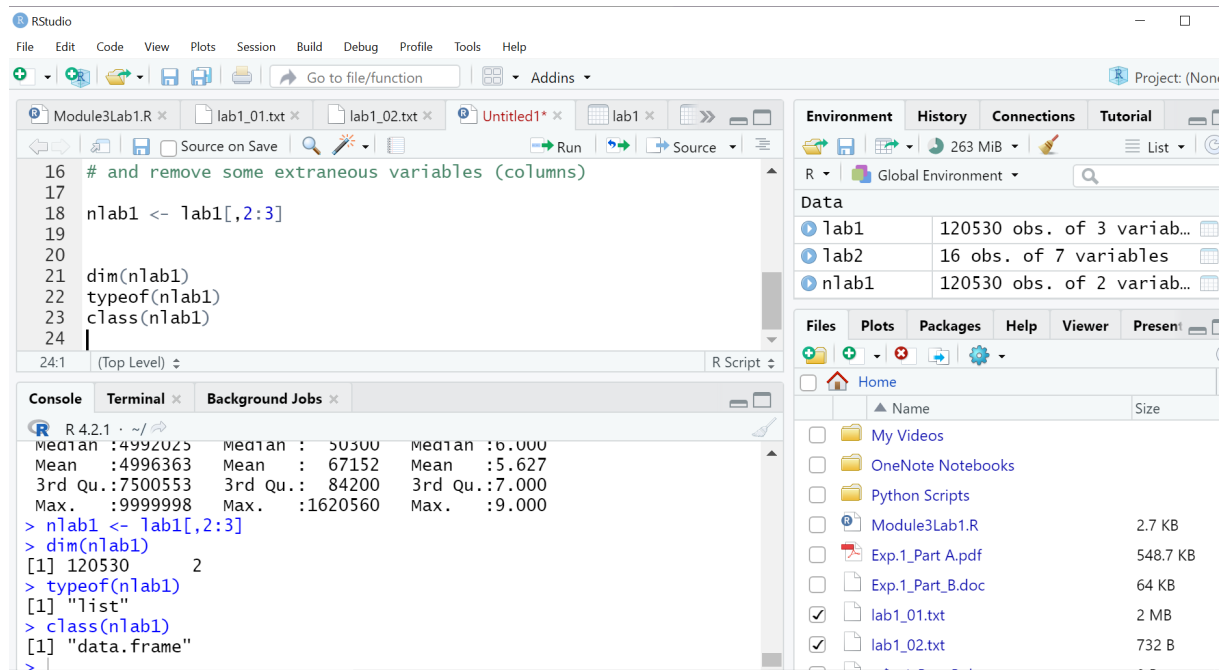 RStudio
File Edit Code View Plots Session Build Debug Profile Tools Help
Go to file/function Addins Project: (None
Module3Lab1.R lab1_01.txt lab1_02.txt Untitled1* lab1
Source on Save Run Source
16 # and remove some extraneous variables (columns)
17
18 nlab1 <- lab1[,2:3]
19
20
21 dim(nlab1)
22 typeof(nlab1)
23 class(nlab1)
24
24:1 (Top Level) R Script
Console Terminal Background Jobs
R 4.2.1 · ~/
Median :4992025 Median : 50300 Median :6.000
Mean :4996363 Mean : 67152 Mean :5.627
3rd Qu.:7500553 3rd Qu.: 84200 3rd Qu.:7.000
Max. :9999998 Max. :1620560 Max. :9.000
> nlab1 <- lab1[,2:3]
> dim(nlab1)
[1] 120530 2
> typeof(nlab1)
[1] "list"
> class(nlab1)
[1] "data.frame"
>
Environment History Connections Tutorial
263 MiB List
R Global Environment
Data
lab1 120530 obs. of 3 variab…
lab2 16 obs. of 7 variables
nlab1 120530 obs. of 2 variab…
Files Plots Packages Help Viewer Present
Home
Name Size
My Videos
OneNote Notebooks
Python Scripts
Module3Lab1.R 2.7 KB
Exp.1_Part A.pdf 548.7 KB
Exp.1_Part_B.doc 64 KB
lab1_01.txt 2 MB
lab1_02.txt 732 B